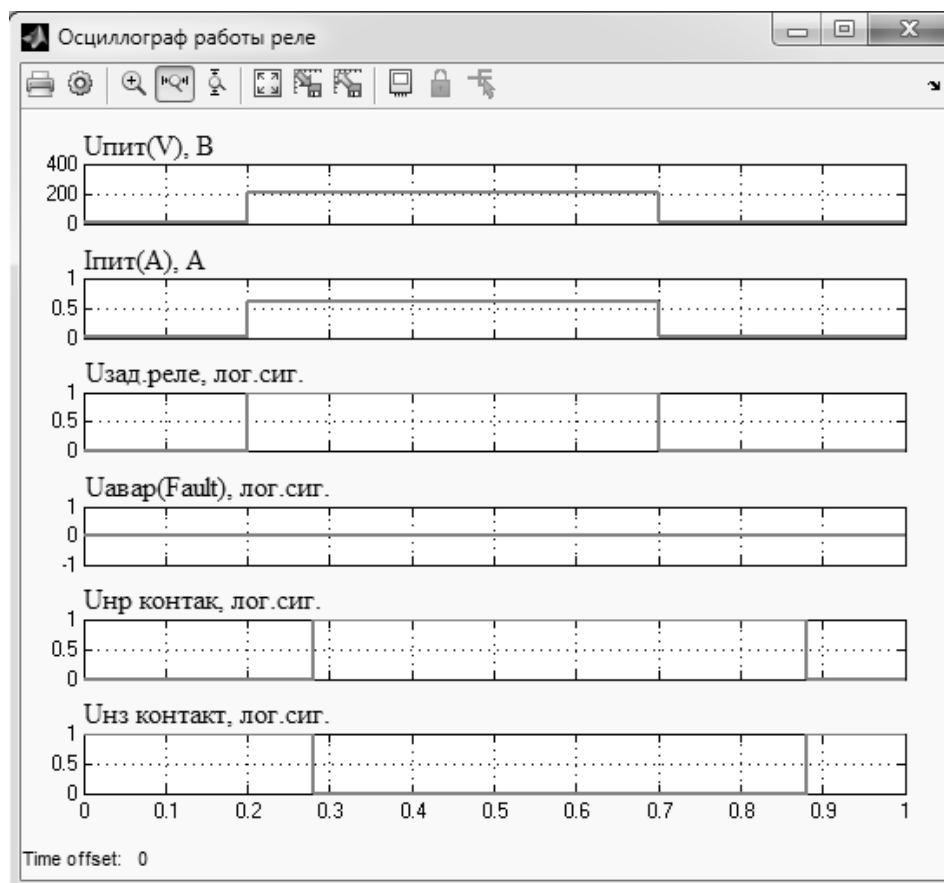 Осциллограф работы реле
Uпит(V), В
400
200
0
Iпит(А), А
1
0.5
0
Uзад.реле, лог.сиг.
1
0.5
0
Uавар(Fault), лог.сиг.
1
0
-1
Uнр контак, лог.сиг.
1
0.5
0
Uнз контакт, лог.сиг.
1
0.5
0
0 0.1 0.2 0.3 0.4 0.5 0.6 0.7 0.8 0.9 1
Time offset: 0